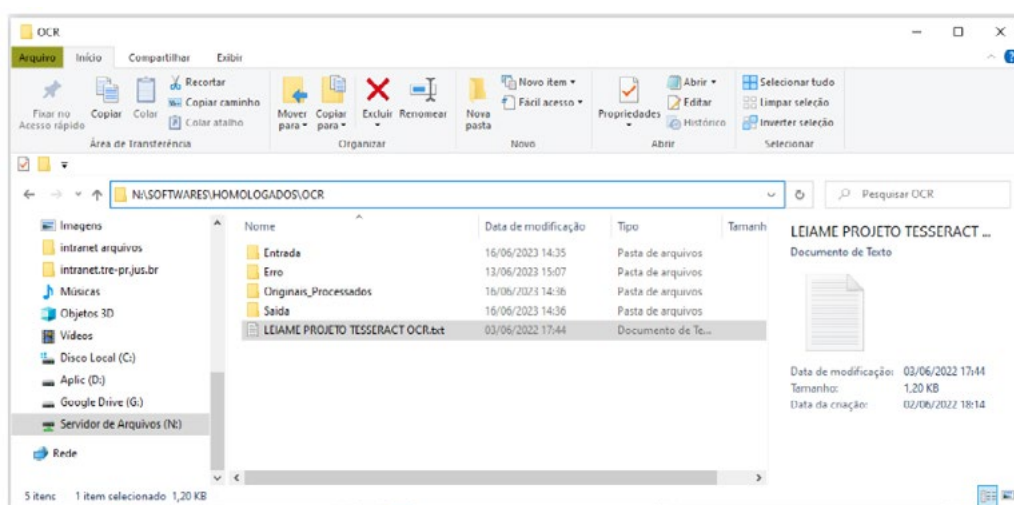 OCR
Arquivo Início Compartilhar Exibir
Fixar no Acesso rápido
Copiar
Colar
Recortar
Copiar caminho
Colar atalho
Área de Transferência
Mover para
Copiar para
Excluir
Renomear
Organizar
Nova pasta
Novo item
Fácil acesso
Novo
Propriedades
Abrir
Editar
Histórico
Abrir
Selecionar tudo
Limpar seleção
Inverter seleção
Selecionar
N:\SOFTWARES\HOMOLOGADOS\OCR
Pesquisar OCR
Imagens
intranet arquivos
intranet.tre-pr.jus.br
Músicas
Objetos 3D
Vídeos
Disco Local (C:)
Aplic (D:)
Google Drive (G:)
Servidor de Arquivos (N:)
Rede
Nome Data de modificação Tipo Tamanh
Entrada 16/06/2023 14:35 Pasta de arquivos
Erro 13/06/2023 15:07 Pasta de arquivos
Originais_Processados 16/06/2023 14:36 Pasta de arquivos
Saida 16/06/2023 14:36 Pasta de arquivos
LEIAME PROJETO TESSERACT OCR.txt 03/06/2022 17:44 Documento de Te...
LEIAME PROJETO TESSERACT ...
Documento de Texto
Data de modificação: 03/06/2022 17:44
Tamanho: 1,20 KB
Data da criação: 02/06/2022 18:14
5 itens 1 item selecionado 1,20 KB